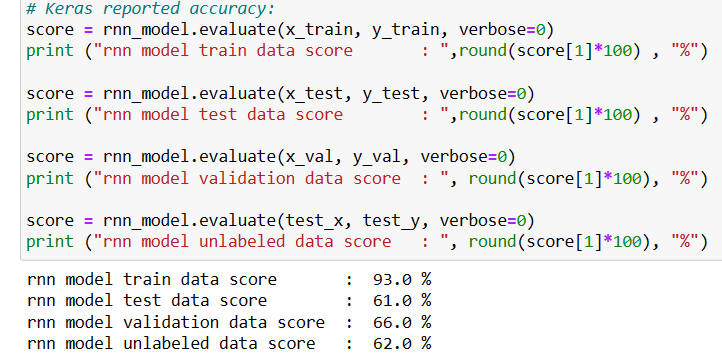 # Keras reported accuracy:
score = rnn_model.evaluate(x_train, y_train, verbose=0)
print ("rnn model train data score       : ",round(score[1]*100) , "%")
score = rnn_model.evaluate(x_test, y_test, verbose=0)
print ("rnn model test data score        : ",round(score[1]*100) , "%")
score = rnn_model.evaluate(x_val, y_val, verbose=0)
print ("rnn model validation data score  : ", round(score[1]*100), "%")
score = rnn_model.evaluate(test_x, test_y, verbose=0)
print ("rnn model unlabeled data score   : ", round(score[1]*100), "%")
rnn model train data score       :  93.0 %
rnn model test data score        :  61.0 %
rnn model validation data score  :  66.0 %
rnn model unlabeled data score   :  62.0 %